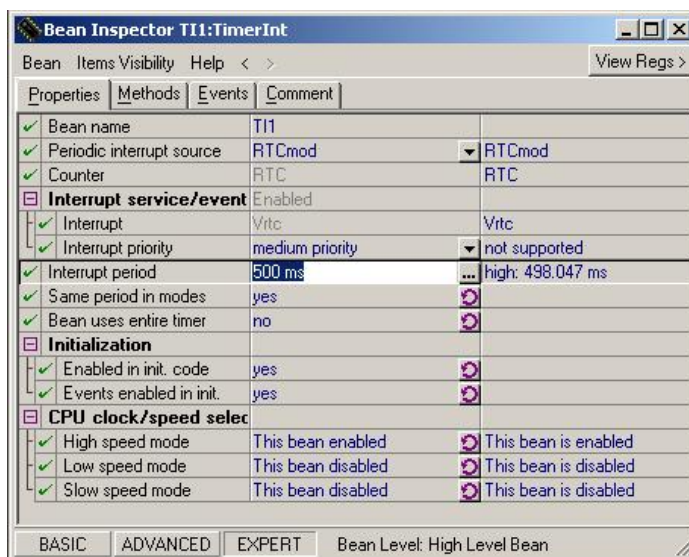 Bean Inspector TI1:TimerInt
Bean Items Visibility Help < > View Regs >
Properties Methods Events Comment
Bean name TI1
Periodic interrupt source RTCmod RTCmod
Counter RTC RTC
Interrupt service/event Enabled
Interrupt Vrtc Vrtc
Interrupt priority medium priority not supported
Interrupt period 500 ms ... high: 498.047 ms
Same period in modes yes
Bean uses entire timer no
Initialization
Enabled in init. code yes
Events enabled in init. yes
CPU clock/speed selec
High speed mode This bean enabled This bean is enabled
Low speed mode This bean disabled This bean is disabled
Slow speed mode This bean disabled This bean is disabled
BASIC ADVANCED EXPERT Bean Level: High Level Bean